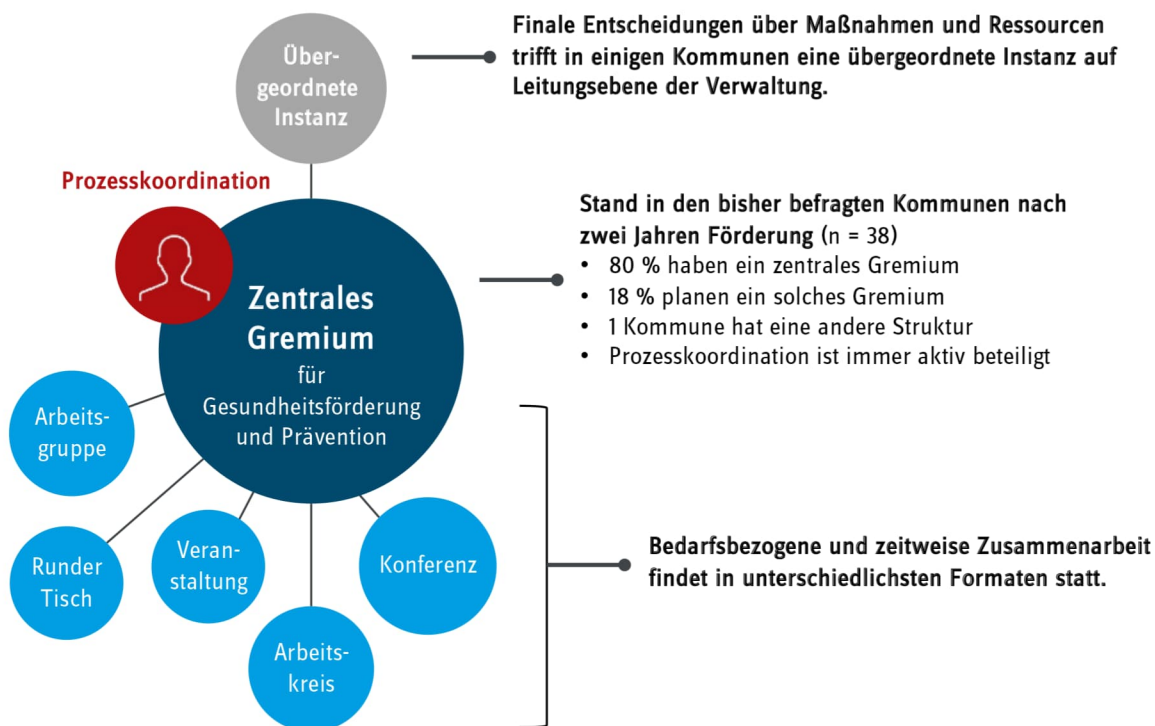 Über-
geordnete
Instanz
Finale Entscheidungen über Maßnahmen und Ressourcen
trifft in einigen Kommunen eine übergeordnete Instanz auf
Leitungsebene der Verwaltung.
Prozesskoordination
Zentrales
Gremium
für
Gesundheitsförderung
und Prävention
Stand in den bisher befragten Kommunen nach
zwei Jahren Förderung (n = 38)
• 80 % haben ein zentrales Gremium
• 18 % planen ein solches Gremium
• 1 Kommune hat eine andere Struktur
• Prozesskoordination ist immer aktiv beteiligt
Arbeits-
gruppe
Runder
Tisch
Veran-
staltung
Arbeits-
kreis
Konferenz
Bedarfsbezogene und zeitweise Zusammenarbeit
findet in unterschiedlichsten Formaten statt.